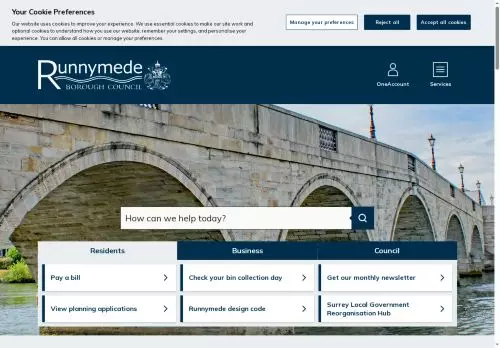 Your Cookie Preferences
Our website uses cookies to improve your experience. We use essential cookies to make our site work and
optional cookies to understand how you use our website, remember your settings, and personalise your
experience. You can allow all cookies or manage your preferences.
Manage your preferences
Reject all
Accept all cookies
Runnymede
BOROUGH COUNCIL
OneAccount
Services
How can we help today?
Residents
Business
Council
Pay a bill
Check your bin collection day
Get our monthly newsletter
View planning applications
Runnymede design code
Surrey Local Government
Reorganisation Hub